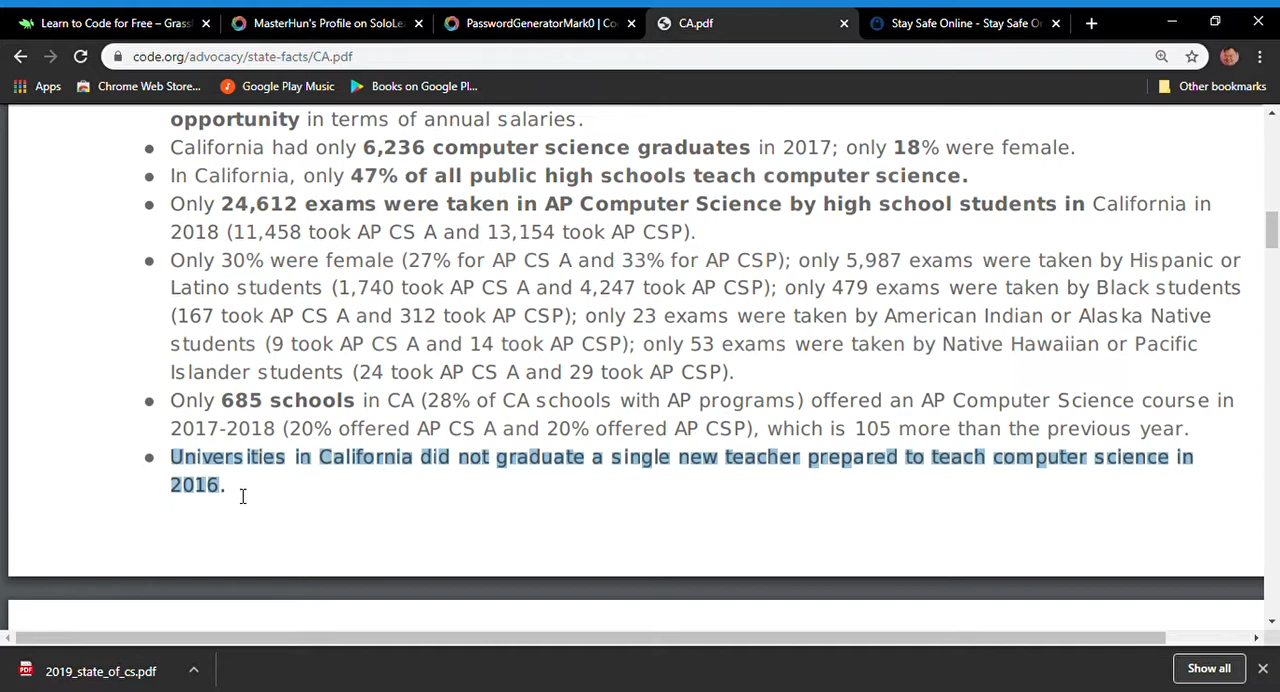 Learn to Code for Free – Grass
MasterHun's Profile on SoloLe
PasswordGeneratorMark0 | Co
CA.pdf
Stay Safe Online - Stay Safe O
code.org/advocacy/state-facts/CA.pdf
Apps
Chrome Web Store...
Google Play Music
Books on Google Pl...
Other bookmarks
opportunity in terms of annual salaries.
● California had only 6,236 computer science graduates in 2017; only 18% were female.
● In California, only 47% of all public high schools teach computer science.
● Only 24,612 exams were taken in AP Computer Science by high school students in California in
2018 (11,458 took AP CS A and 13,154 took AP CSP).
● Only 30% were female (27% for AP CS A and 33% for AP CSP); only 5,987 exams were taken by Hispanic or
Latino students (1,740 took AP CS A and 4,247 took AP CSP); only 479 exams were taken by Black students
(167 took AP CS A and 312 took AP CSP); only 23 exams were taken by American Indian or Alaska Native
students (9 took AP CS A and 14 took AP CSP); only 53 exams were taken by Native Hawaiian or Pacific
Islander students (24 took AP CS A and 29 took AP CSP).
● Only 685 schools in CA (28% of CA schools with AP programs) offered an AP Computer Science course in
2017-2018 (20% offered AP CS A and 20% offered AP CSP), which is 105 more than the previous year.
● Universities in California did not graduate a single new teacher prepared to teach computer science in
2016.
PDF
2019_state_of_cs.pdf
Show all